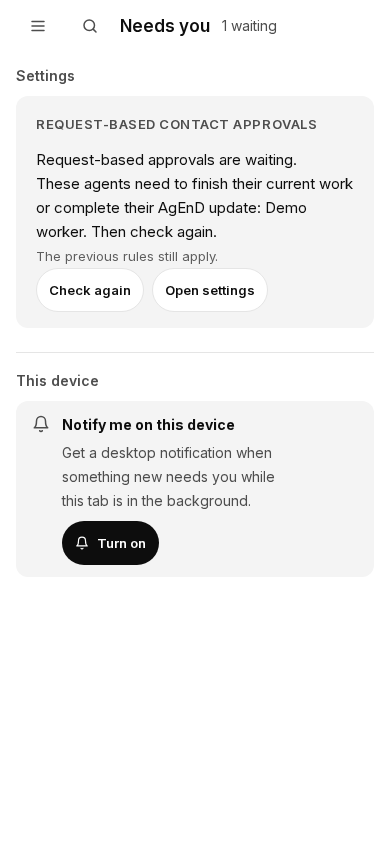 Needs you 1 waiting
Settings
REQUEST-BASED CONTACT APPROVALS
Request-based approvals are waiting.
These agents need to finish their current work
or complete their AgEnD update: Demo
worker. Then check again.
The previous rules still apply.
Check again Open settings
This device
Notify me on this device
Get a desktop notification when
something new needs you while
this tab is in the background.
Turn on